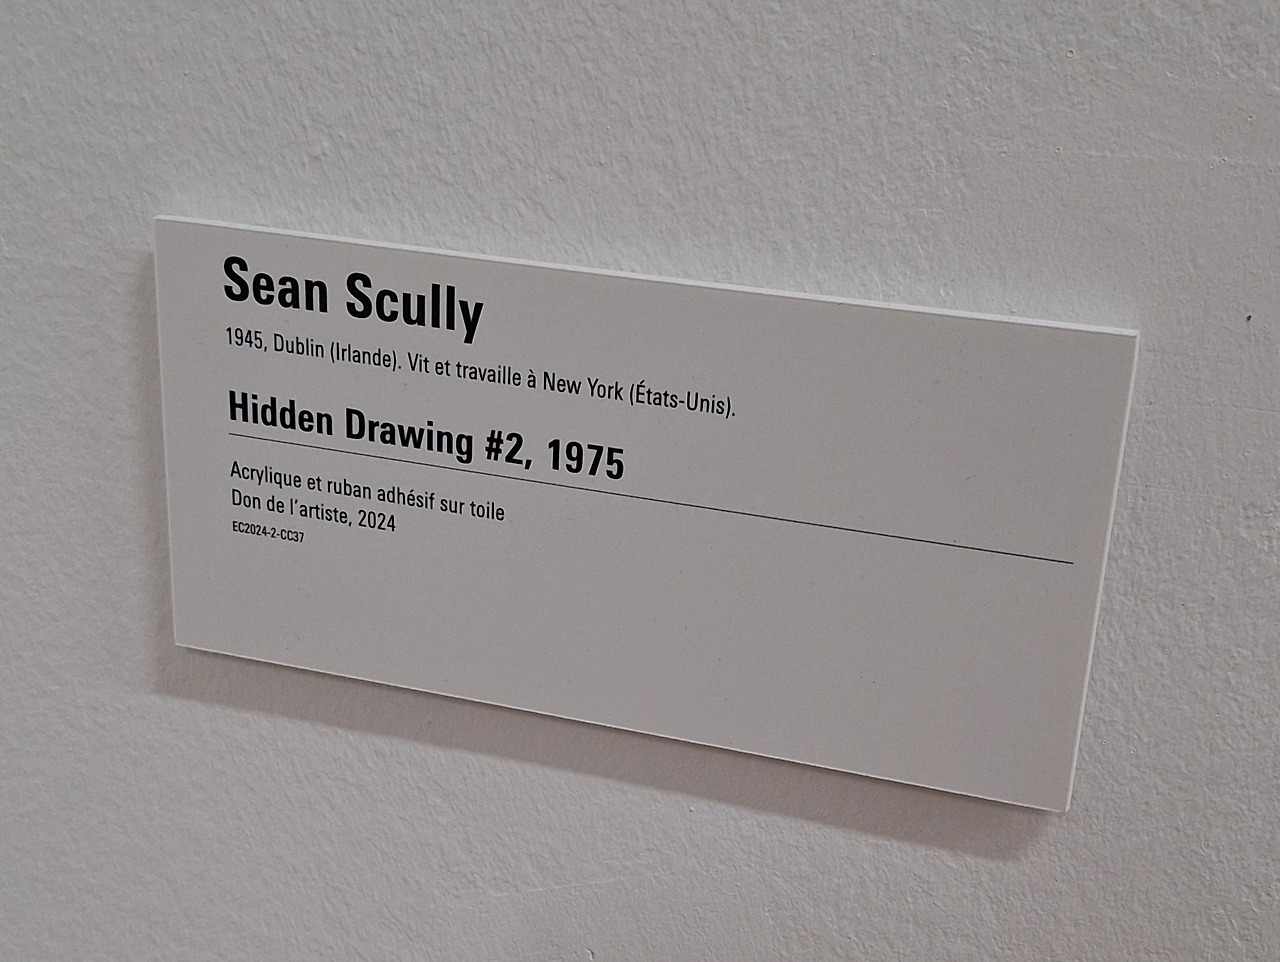 Sean Scully
1945, Dublin (Irlande). Vit et travaille à New York (États-Unis).
Hidden Drawing #2, 1975
Acrylique et ruban adhésif sur toile
Don de l'artiste, 2024
EC2024-2-CC37